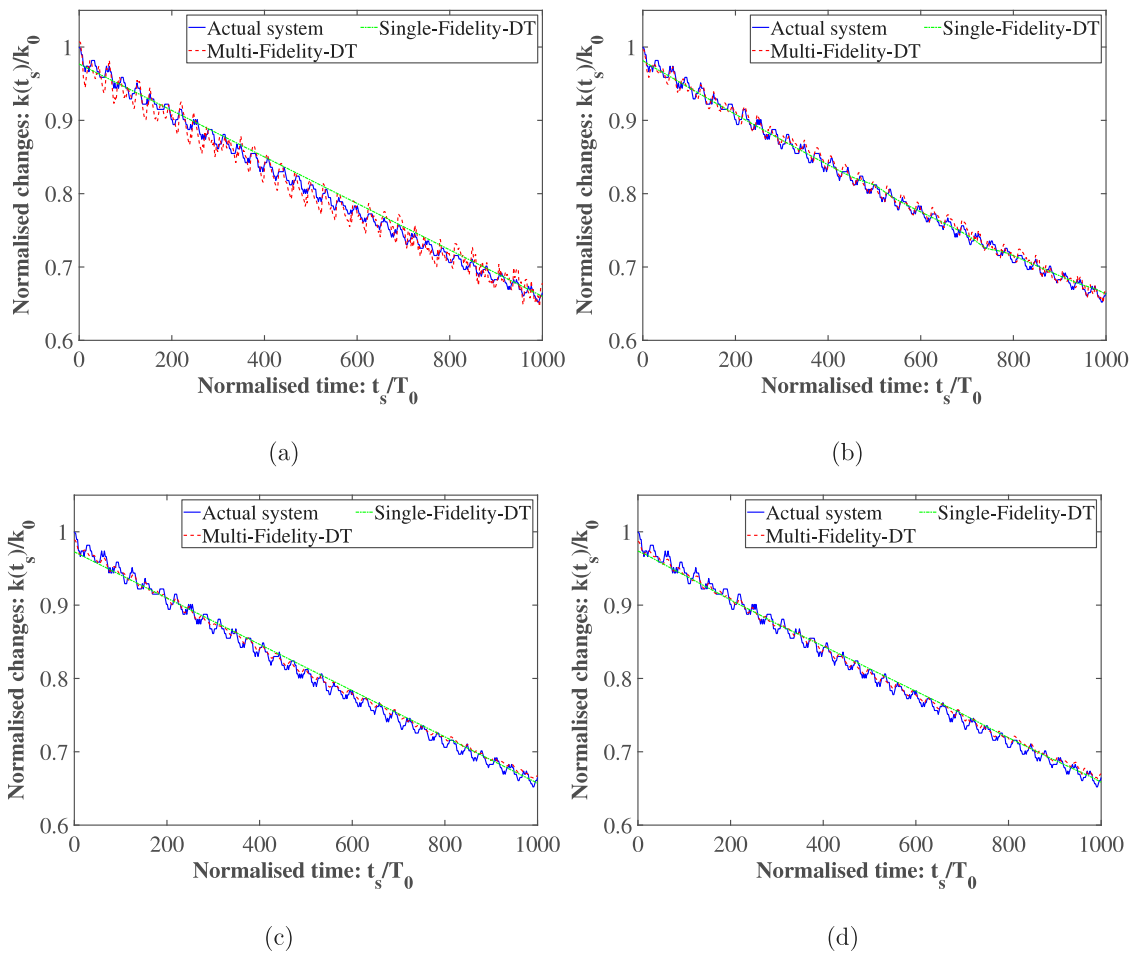 Actual system
Single-Fidelity-DT
Multi-Fidelity-DT
Normalised changes: k(t_s)/k_0
1
0.9
0.8
0.7
0.6
0 200 400 600 800 1000
Normalised time: t_s/T_0
(a)
Actual system
Single-Fidelity-DT
Multi-Fidelity-DT
Normalised changes: k(t_s)/k_0
1
0.9
0.8
0.7
0.6
0 200 400 600 800 1000
Normalised time: t_s/T_0
(b)
Actual system
Single-Fidelity-DT
Multi-Fidelity-DT
Normalised changes: k(t_s)/k_0
1
0.9
0.8
0.7
0.6
0 200 400 600 800 1000
Normalised time: t_s/T_0
(c)
Actual system
Single-Fidelity-DT
Multi-Fidelity-DT
Normalised changes: k(t_s)/k_0
1
0.9
0.8
0.7
0.6
0 200 400 600 800 1000
Normalised time: t_s/T_0
(d)